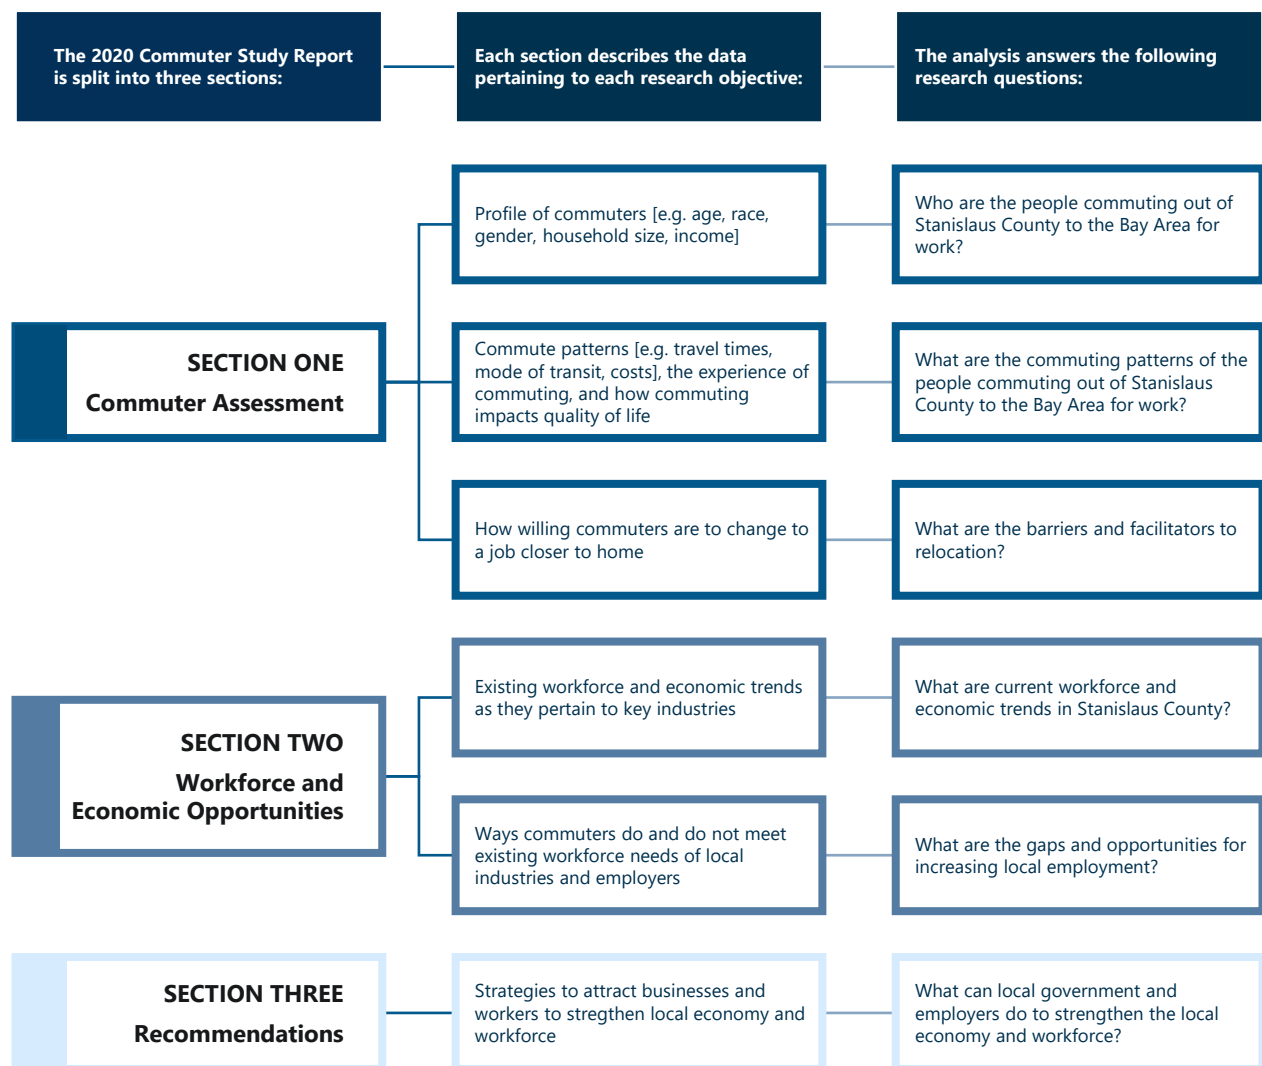 The 2020 Commuter Study Report
is split into three sections:
Each section describes the data
pertaining to each research objective:
The analysis answers the following
research questions:
SECTION ONE
Commuter Assessment
Profile of commuters [e.g. age, race,
gender, household size, income]
Who are the people commuting out of
Stanislaus County to the Bay Area for
work?
Commute patterns [e.g. travel times,
mode of transit, costs], the experience of
commuting, and how commuting
impacts quality of life
What are the commuting patterns of the
people commuting out of Stanislaus
County to the Bay Area for work?
How willing commuters are to change to
a job closer to home
What are the barriers and facilitators to
relocation?
SECTION TWO
Workforce and
Economic Opportunities
Existing workforce and economic trends
as they pertain to key industries
What are current workforce and
economic trends in Stanislaus County?
Ways commuters do and do not meet
existing workforce needs of local
industries and employers
What are the gaps and opportunities for
increasing local employment?
SECTION THREE
Recommendations
Strategies to attract businesses and
workers to stregthen local economy and
workforce
What can local government and
employers do to strengthen the local
economy and workforce?